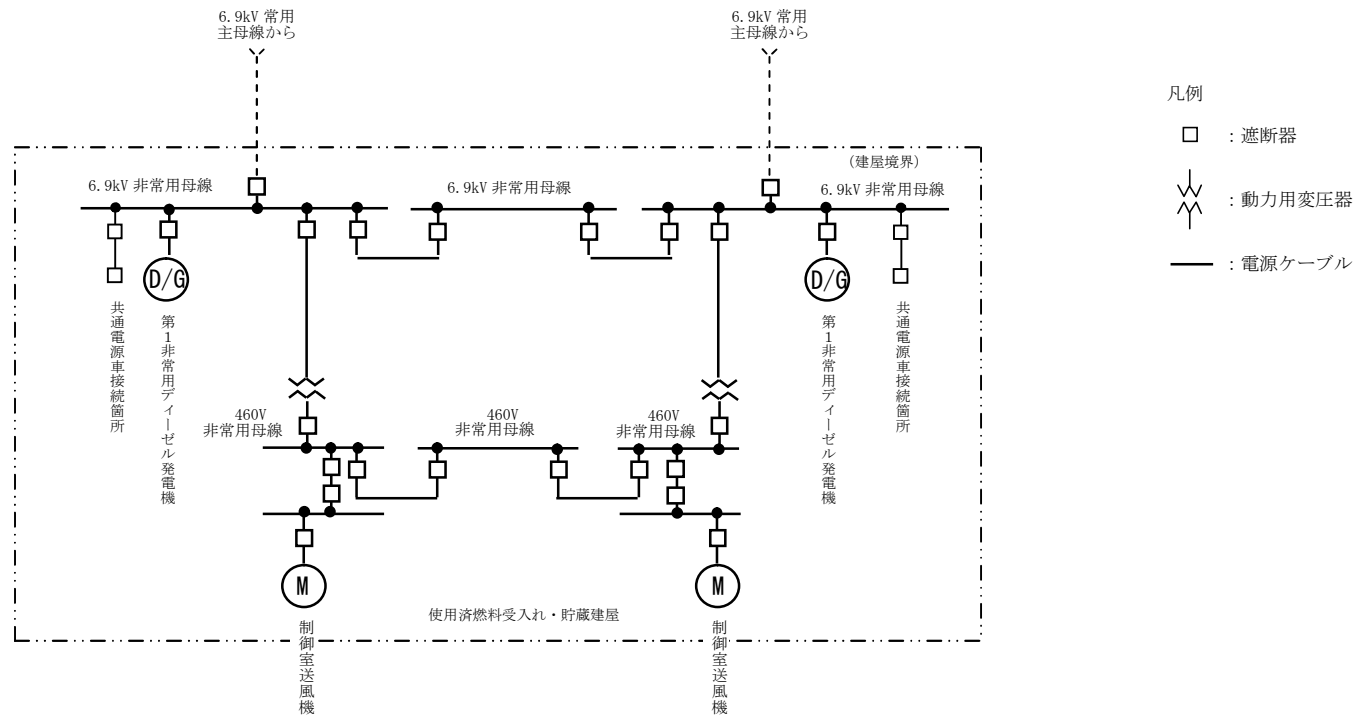 6.9kV 常用
主母線から
6.9kV 常用
主母線から
凡例
：遮断器
：動力用変圧器
：電源ケーブル
(建屋境界)
6.9kV 非常用母線
6.9kV 非常用母線
6.9kV 非常用母線
D/G
D/G
共通電源車接続箇所
第1非常用ディーゼル発電機
第1非常用ディーゼル発電機
共通電源車接続箇所
460V
非常用母線
460V
非常用母線
460V
非常用母線
M
M
使用済燃料受入れ・貯蔵建屋
制御室送風機
制御室送風機